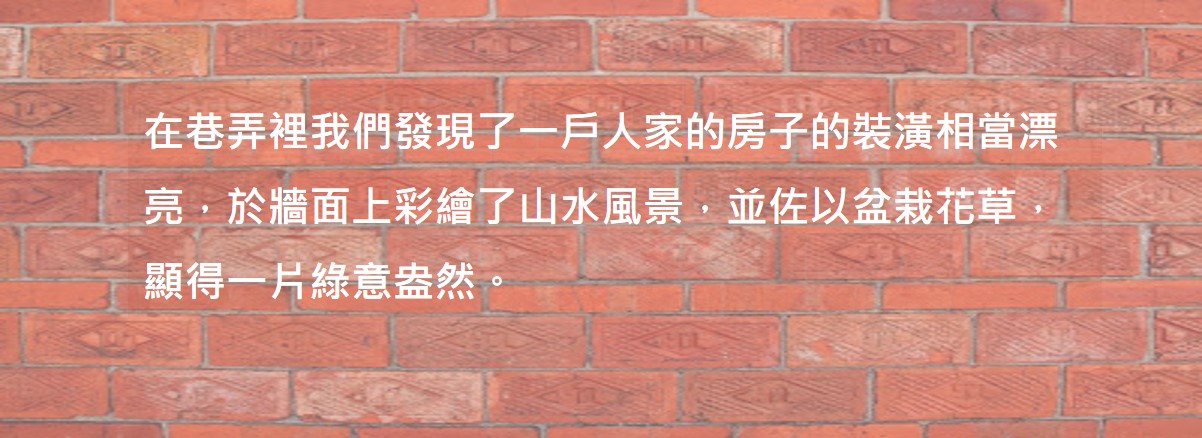 在巷弄裡我們發現了一戶人家的房子的裝潢相當漂
亮，於牆面上彩繪了山水風景，並佐以盆栽花草，
顯得一片綠意盎然。